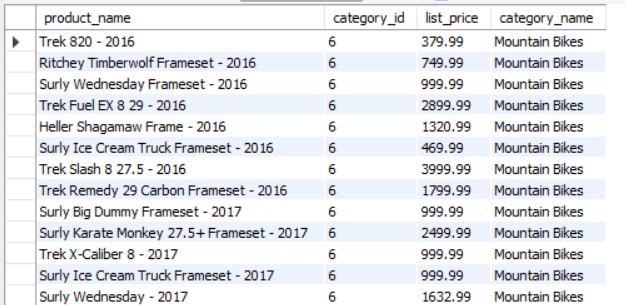 product_name category_id list_price category_name
Trek 820 - 2016 6 379.99 Mountain Bikes
Ritchey Timberwolf Frameset - 2016 6 749.99 Mountain Bikes
Surly Wednesday Frameset - 2016 6 999.99 Mountain Bikes
Trek Fuel EX 8 29 - 2016 6 2899.99 Mountain Bikes
Heller Shagamaw Frame - 2016 6 1320.99 Mountain Bikes
Surly Ice Cream Truck Frameset - 2016 6 469.99 Mountain Bikes
Trek Slash 8 27.5 - 2016 6 3999.99 Mountain Bikes
Trek Remedy 29 Carbon Frameset - 2016 6 1799.99 Mountain Bikes
Surly Big Dummy Frameset - 2017 6 999.99 Mountain Bikes
Surly Karate Monkey 27.5+ Frameset - 2017 6 2499.99 Mountain Bikes
Trek X-Caliber 8 - 2017 6 999.99 Mountain Bikes
Surly Ice Cream Truck Frameset - 2017 6 999.99 Mountain Bikes
Surly Wednesday - 2017 6 1632.99 Mountain Bikes